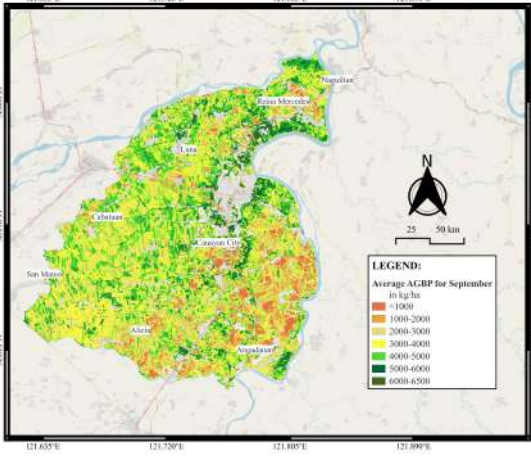 Naguilian
Reina Mercedes
Luna
Cabatuan
Cauayan City
San Mateo
Alicia
Angadanan
N
25 50 km
LEGEND:
Average AGBP for September
in kg/ha
<1000
1000-2000
2000-3000
3000-4000
4000-5000
5000-6000
6000-6500
121.635°E 121.720°E 121.805°E 121.890°E